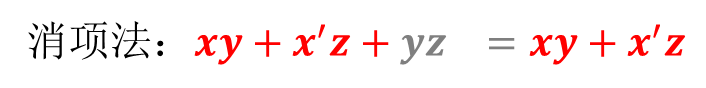 消项法：xy + x′z + yz = xy + x′z